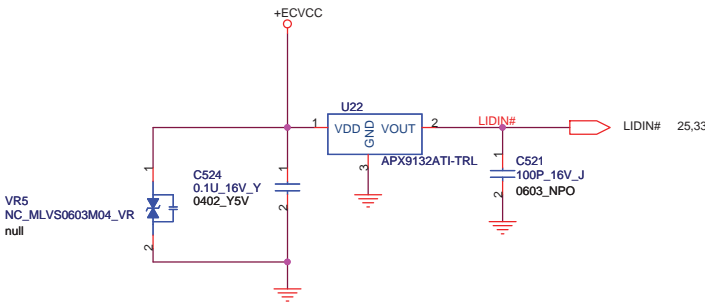 +ECVCC
U22
1
VDD
GND
VOUT
2
3
APX9132ATI-TRL
LIDIN#
LIDIN# 25,33
1
C521
100P_16V_J
0603_NPO
2
1
C524
0.1U_16V_Y
0402_Y5V
2
1
VR5
NC_MLVS0603M04_VR
null
2